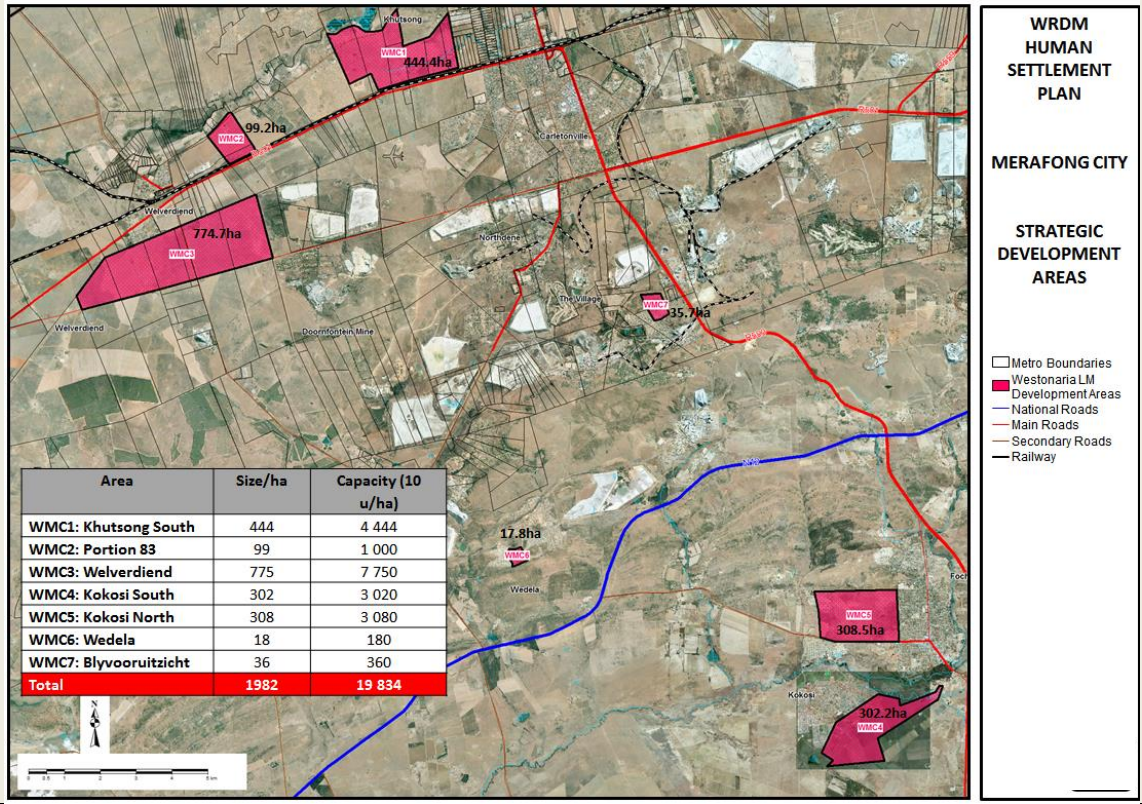 WRDM
HUMAN
SETTLEMENT
PLAN
MERAFONG CITY
STRATEGIC
DEVELOPMENT
AREAS
Metro Boundaries
Westonaria LM
Development Areas
National Roads
Main Roads
Secondary Roads
Railway
Khutsong
WMC1
444.4ha
99.2ha
WMC2
Carletonville
Welverdiend
774.7ha
WMC3
Northdene
The Village
WMC7
35.7ha
Welverdiend
Doornfontein Mine
17.8ha
WMC6
Wedela
WMC5
308.5ha
Foch
Kokosi
302.2ha
WMC4
Area Size/ha Capacity (10
u/ha)
WMC1: Khutsong South 444 4 444
WMC2: Portion 83 99 1 000
WMC3: Welverdiend 775 7 750
WMC4: Kokosi South 302 3 020
WMC5: Kokosi North 308 3 080
WMC6: Wedela 18 180
WMC7: Blyvooruitzicht 36 360
Total 1982 19 834
N